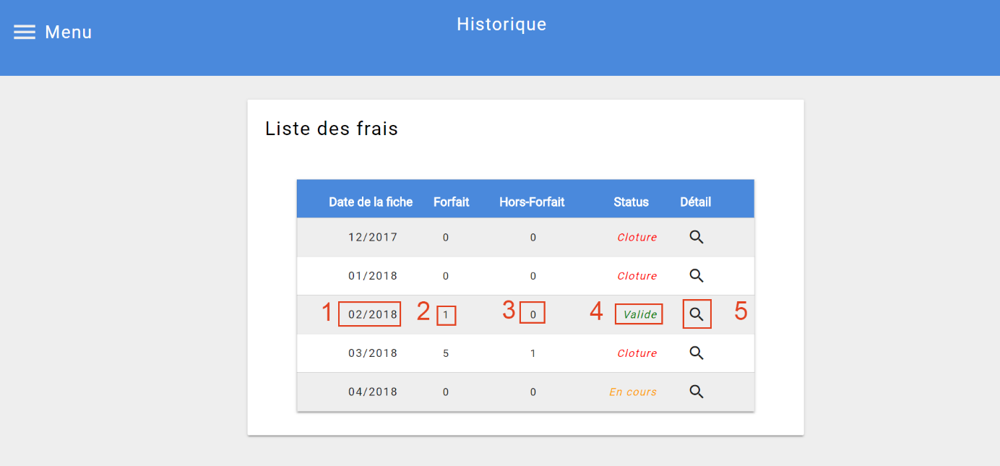 Menu
Historique
Liste des frais
Date de la fiche Forfait Hors-Forfait Status Détail
12/2017 0 0 Cloture
01/2018 0 0 Cloture
1 02/2018 2 1 3 0 4 Valide 5
03/2018 5 1 Cloture
04/2018 0 0 En cours